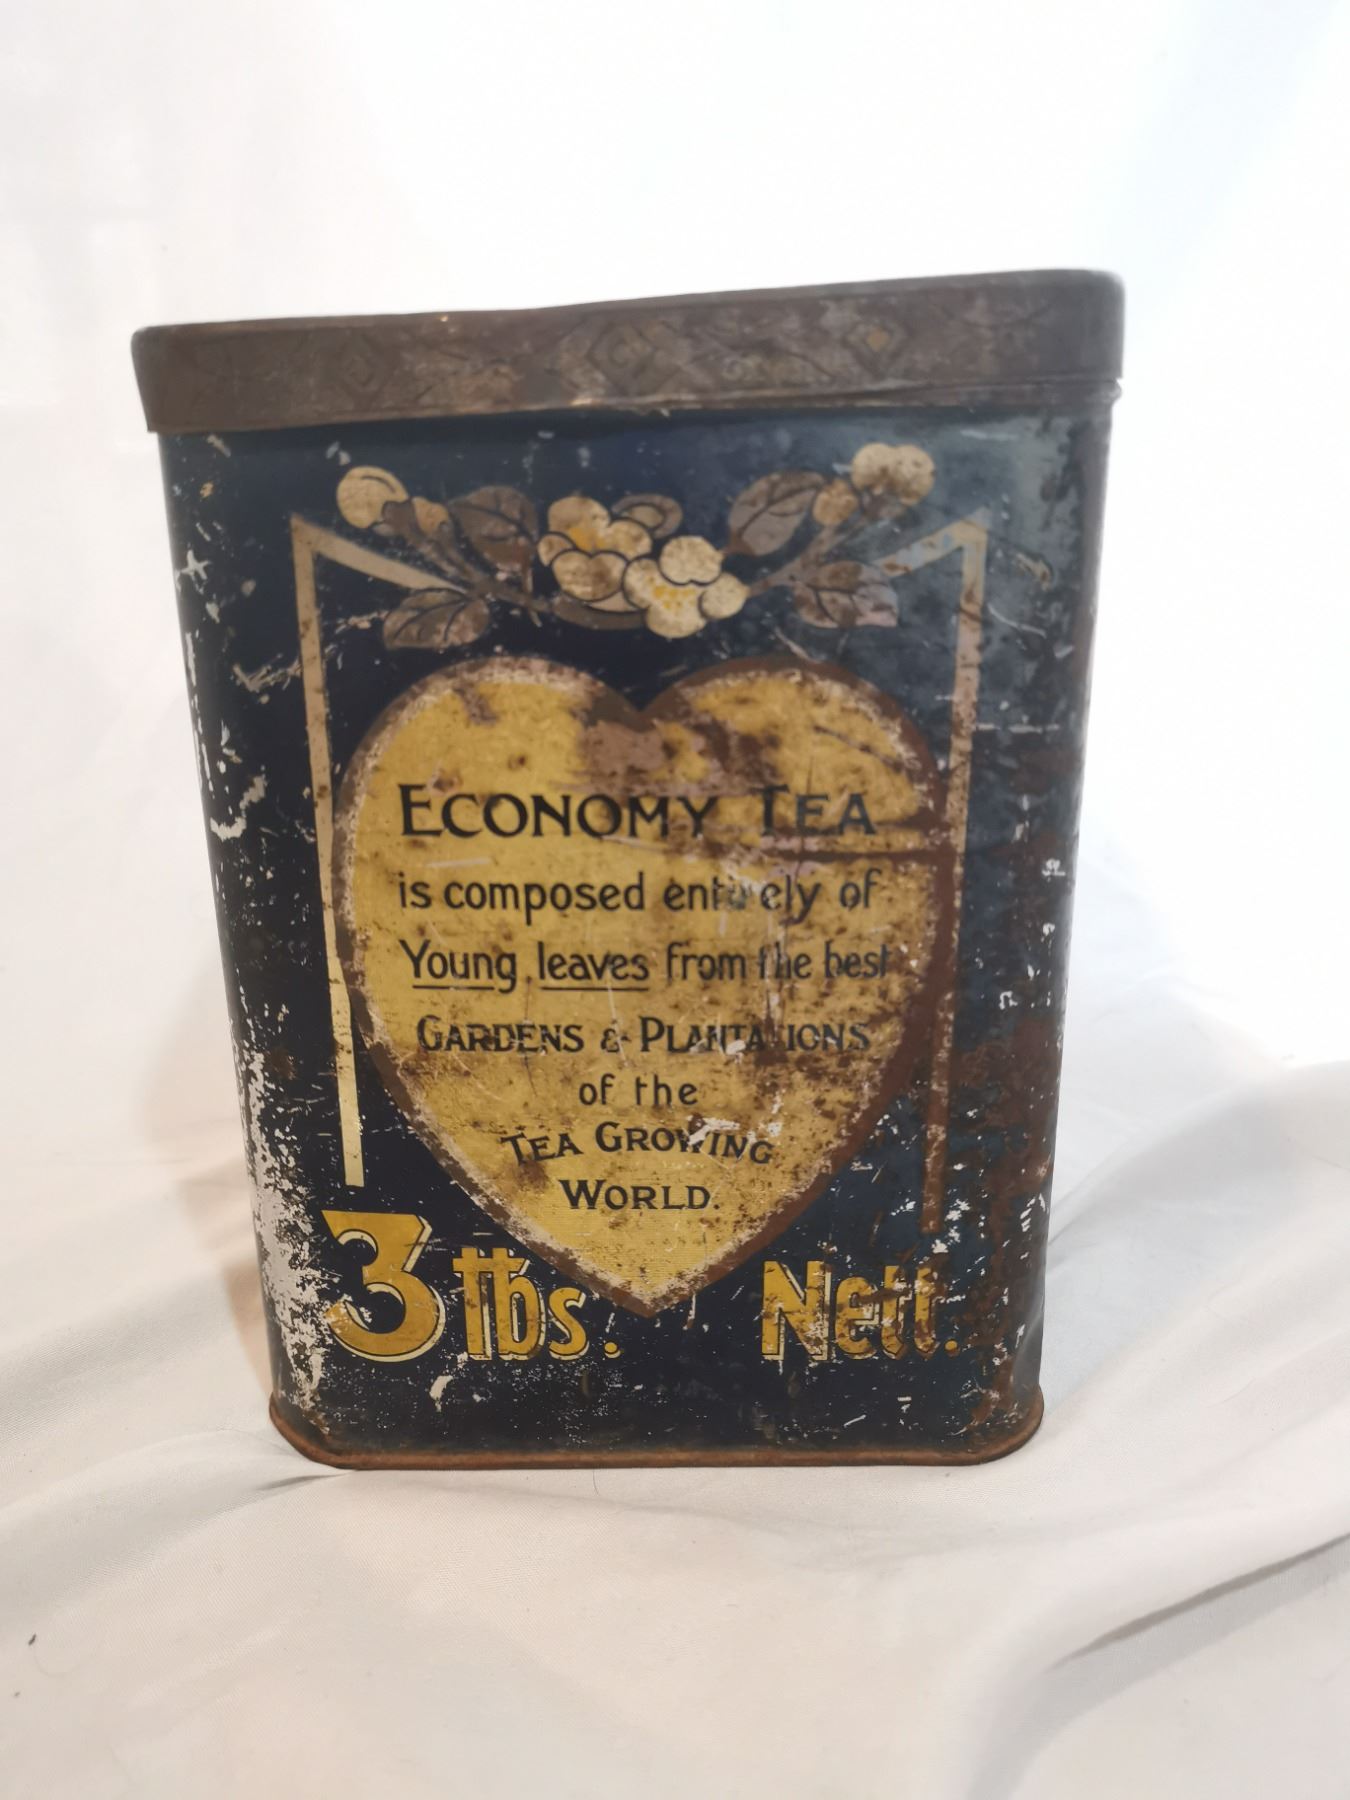 ECONOMY TEA
is composed entirely of
Young leaves from the best
GARDENS & PLANTATIONS
of the
TEA GROWING
WORLD.
3 lbs. Nett.